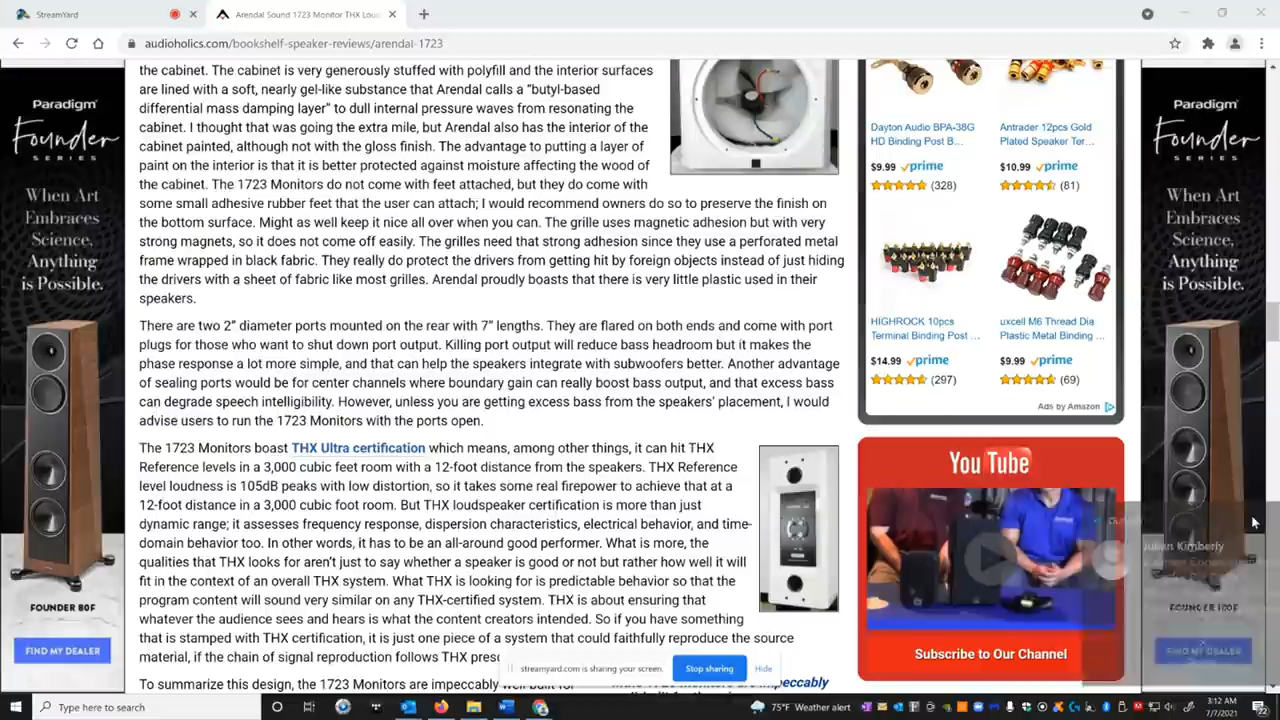 StreamYard
Arendal Sound 1723 Monitor THX Lou
audioholics.com/bookshelf-speaker-reviews/arendal-1723
Paradigm
Founder
SERIES
When Art
Embraces
Science,
Anything
is Possible.
FOUNDER 80F
FIND MY DEALER
the cabinet. The cabinet is very generously stuffed with polyfill and the interior surfaces
are lined with a soft, nearly gel-like substance that Arendal calls a “butyl-based
differential mass damping layer” to dull internal pressure waves from resonating the
cabinet. I thought that was going the extra mile, but Arendal also has the interior of the
cabinet painted, although not with the gloss finish. The advantage to putting a layer of
paint on the interior is that it is better protected against moisture affecting the wood of
the cabinet. The 1723 Monitors do not come with feet attached, but they do come with
some small adhesive rubber feet that the user can attach; I would recommend owners do so to preserve the finish on
the bottom surface. Might as well keep it nice all over when you can. The grille uses magnetic adhesion but with very
strong magnets, so it does not come off easily. The grilles need that strong adhesion since they use a perforated metal
frame wrapped in black fabric. They really do protect the drivers from getting hit by foreign objects instead of just hiding
the drivers with a sheet of fabric like most grilles. Arendal proudly boasts that there is very little plastic used in their
speakers.
There are two 2” diameter ports mounted on the rear with 7” lengths. They are flared on both ends and come with port
plugs for those who want to shut down port output. Killing port output will reduce bass headroom but it makes the
phase response a lot more simple, and that can help the speakers integrate with subwoofers better. Another advantage
of sealing ports would be for center channels where boundary gain can really boost bass output, and that excess bass
can degrade speech intelligibility. However, unless you are getting excess bass from the speakers’ placement, I would
advise users to run the 1723 Monitors with the ports open.
The 1723 Monitors boast THX Ultra certification which means, among other things, it can hit THX
Reference levels in a 3,000 cubic feet room with a 12-foot distance from the speakers. THX Reference
level loudness is 105dB peaks with low distortion, so it takes some real firepower to achieve that at a
12-foot distance in a 3,000 cubic foot room. But THX loudspeaker certification is more than just
dynamic range; it assesses frequency response, dispersion characteristics, electrical behavior, and time-
domain behavior too. In other words, it has to be an all-around good performer. What is more, the
qualities that THX looks for aren’t just to say whether a speaker is good or not but rather how well it will
fit in the context of an overall THX system. What THX is looking for is predictable behavior so that the
program content will sound very similar on any THX-certified system. THX is about ensuring that
whatever the audience sees and hears is what the content creators intended. So if you have something
that is stamped with THX certification, it is just one piece of a system that could faithfully reproduce the source
material, if the chain of signal reproduction follows THX
To summarize this design, the 1723 Monitors are impeccably well-built for
Dayton Audio BPA-38G
HD Binding Post B...
$9.99 prime
(328)
Antrader 12pcs Gold
Plated Speaker Ter...
$10.99 prime
(81)
HIGHROCK 10pcs
Terminal Binding Post ...
$14.99 prime
(297)
uxcell M6 Thread Dia
Plastic Metal Binding ...
$9.99 prime
(69)
Ads by Amazon
YouTube
Subscribe to Our Channel
Paradigm
Founder
SERIES
When Art
Embraces
Science,
Anything
is Possible.
Julian Kimberly
FOUNDER 100F
FIND MY DEALER
streamyard.com is sharing your screen.
Stop sharing
Hide
Type here to search
75°F Weather alert
3:12 AM
7/7/2021